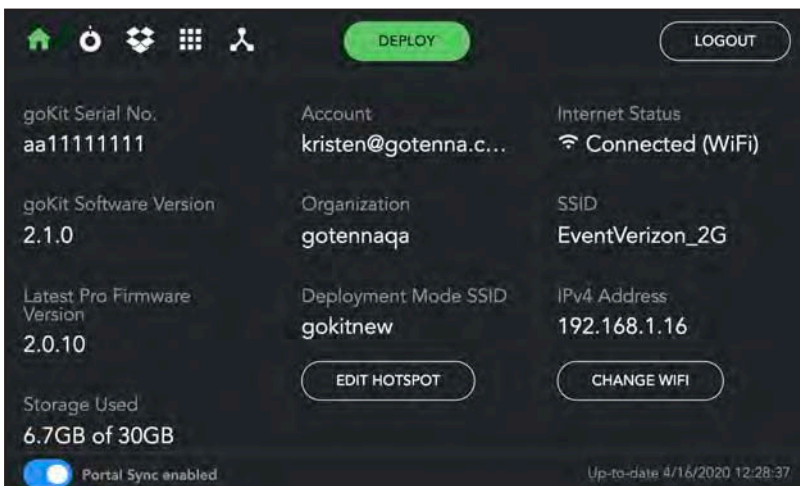 DEPLOY
LOGOUT
goKit Serial No.
aa11111111
Account
kristen@gotenna.c...
Internet Status
Connected (WiFi)
goKit Software Version
2.1.0
Organization
gotennaqa
SSID
EventVerizon_2G
Latest Pro Firmware
Version
2.0.10
Deployment Mode SSID
gokitnew
IPv4 Address
192.168.1.16
EDIT HOTSPOT
CHANGE WIFI
Storage Used
6.7GB of 30GB
Portal Sync enabled
Up-to-date 4/16/2020 12:28:37